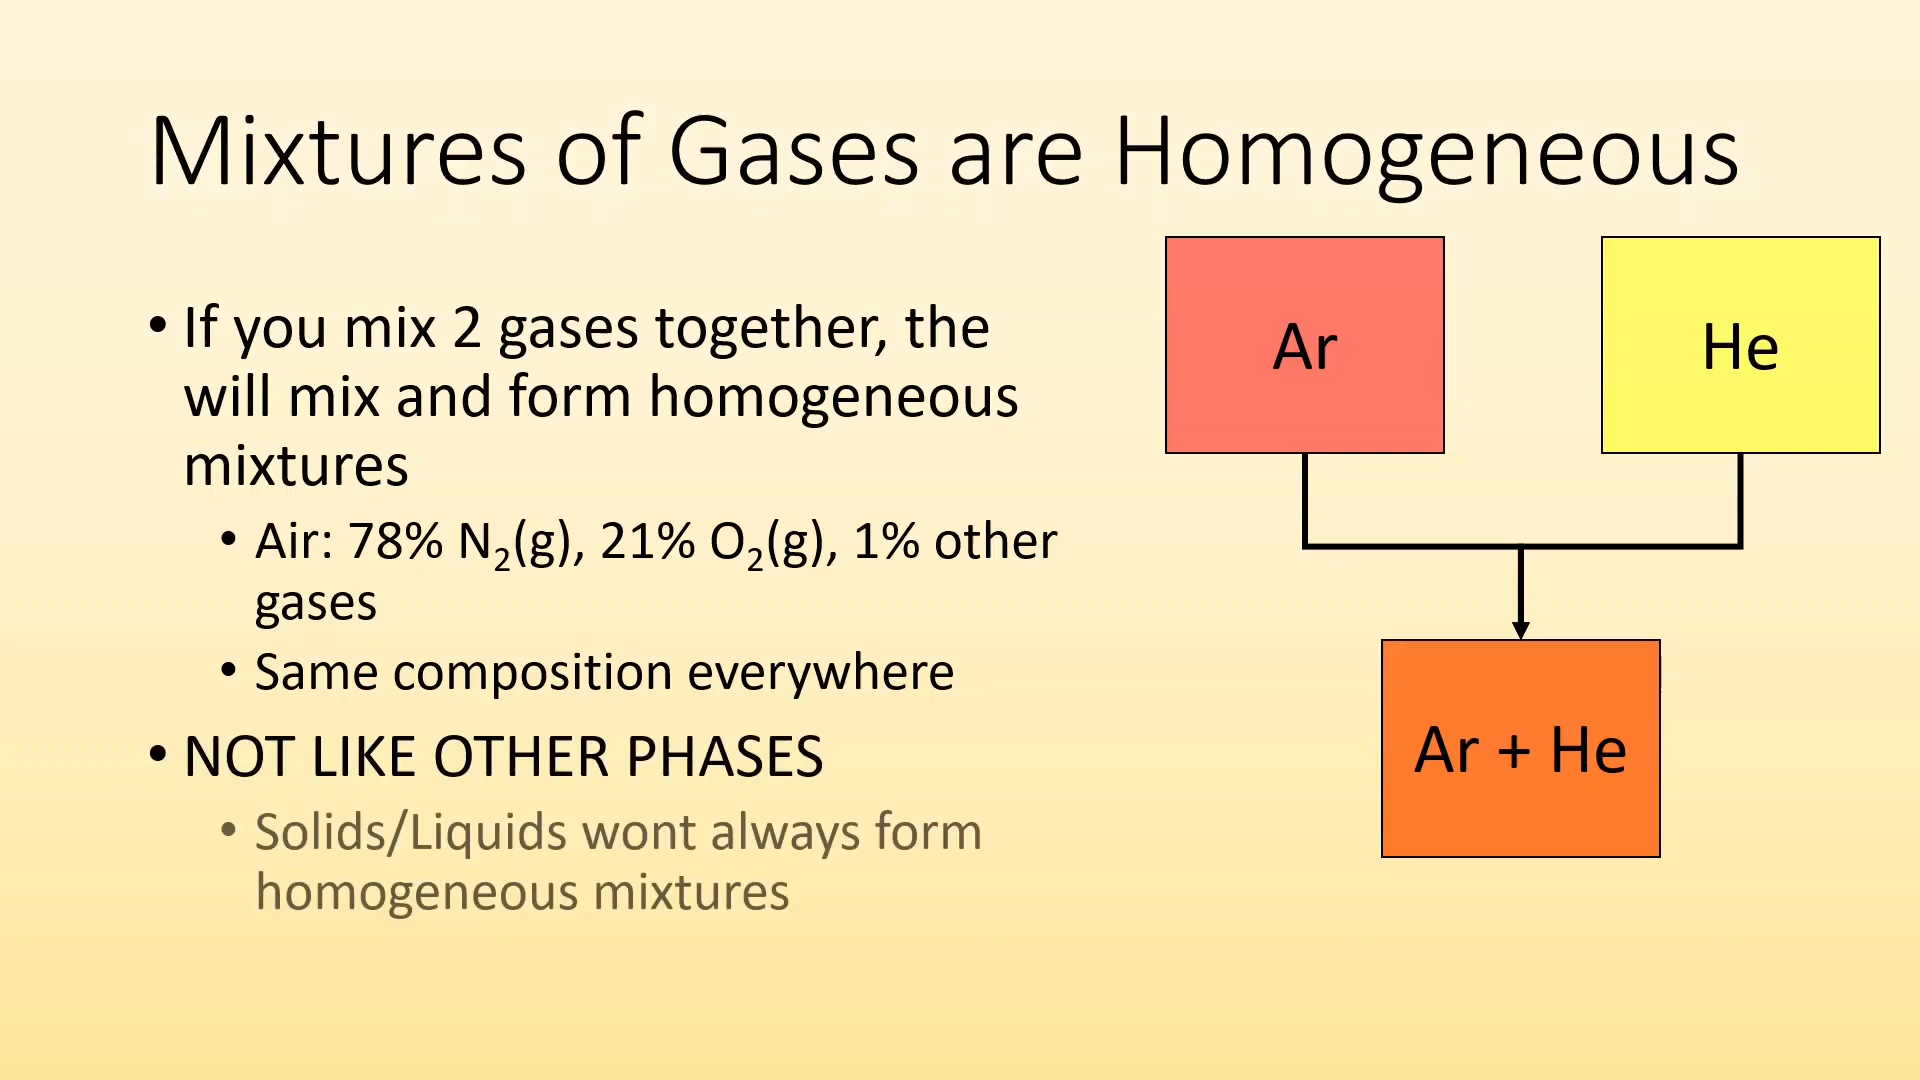 Mixtures of Gases are Homogeneous
• If you mix 2 gases together, the
will mix and form homogeneous
mixtures
• Air: 78% N₂(g), 21% O₂(g), 1% other
gases
• Same composition everywhere
• NOT LIKE OTHER PHASES
• Solids/Liquids wont always form
homogeneous mixtures
Ar
He
Ar + He